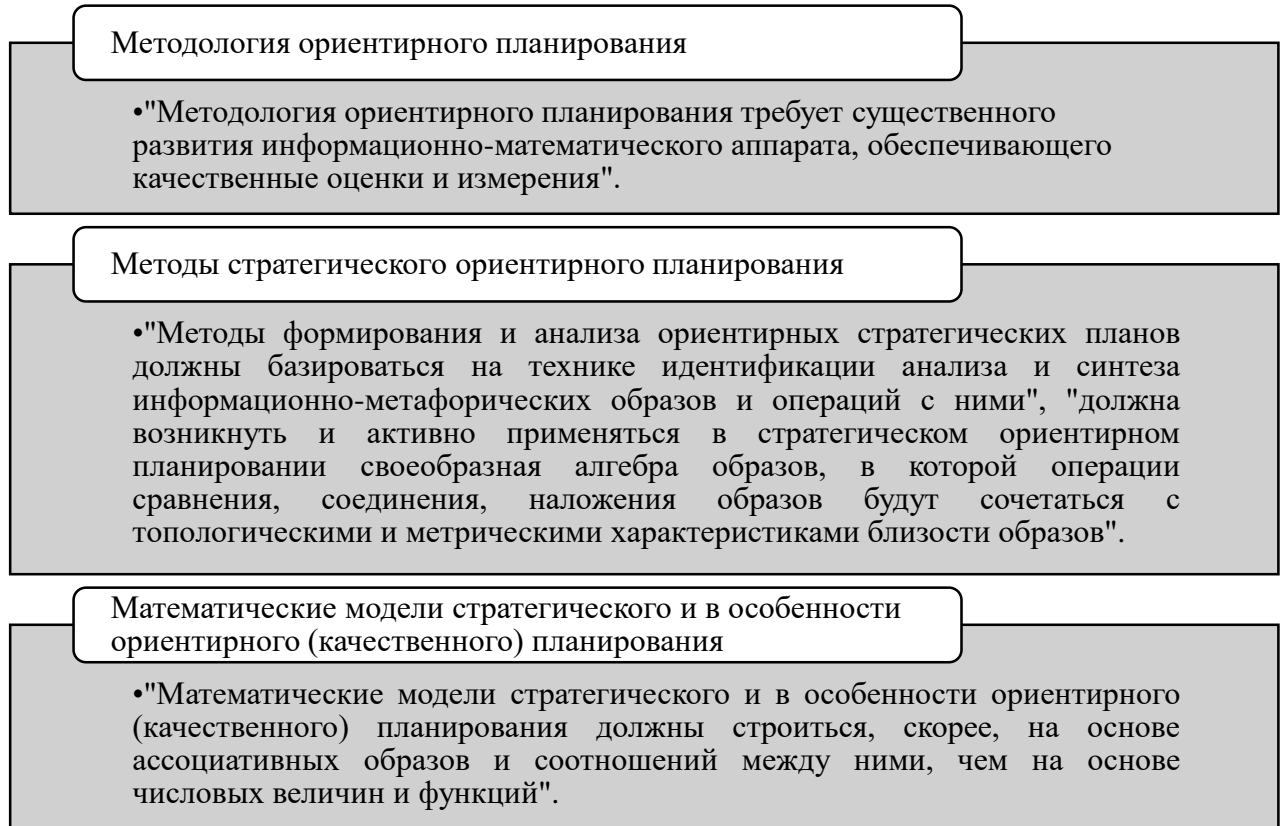 Методология ориентирного планирования
•"Методология ориентирного планирования требует существенного
развития информационно-математического аппарата, обеспечивающего
качественные оценки и измерения".
Методы стратегического ориентирного планирования
•"Методы формирования и анализа ориентирных стратегических планов
должны базироваться на технике идентификации анализа и синтеза
информационно-метафорических образов и операций с ними", "должна
возникнуть и активно применяться в стратегическом ориентирном
планировании своеобразная алгебра образов, в которой операции
сравнения, соединения, наложения образов будут сочетаться с
топологическими и метрическими характеристиками близости образов".
Математические модели стратегического и в особенности
ориентирного (качественного) планирования
•"Математические модели стратегического и в особенности ориентирного
(качественного) планирования должны строиться, скорее, на основе
ассоциативных образов и соотношений между ними, чем на основе
числовых величин и функций".